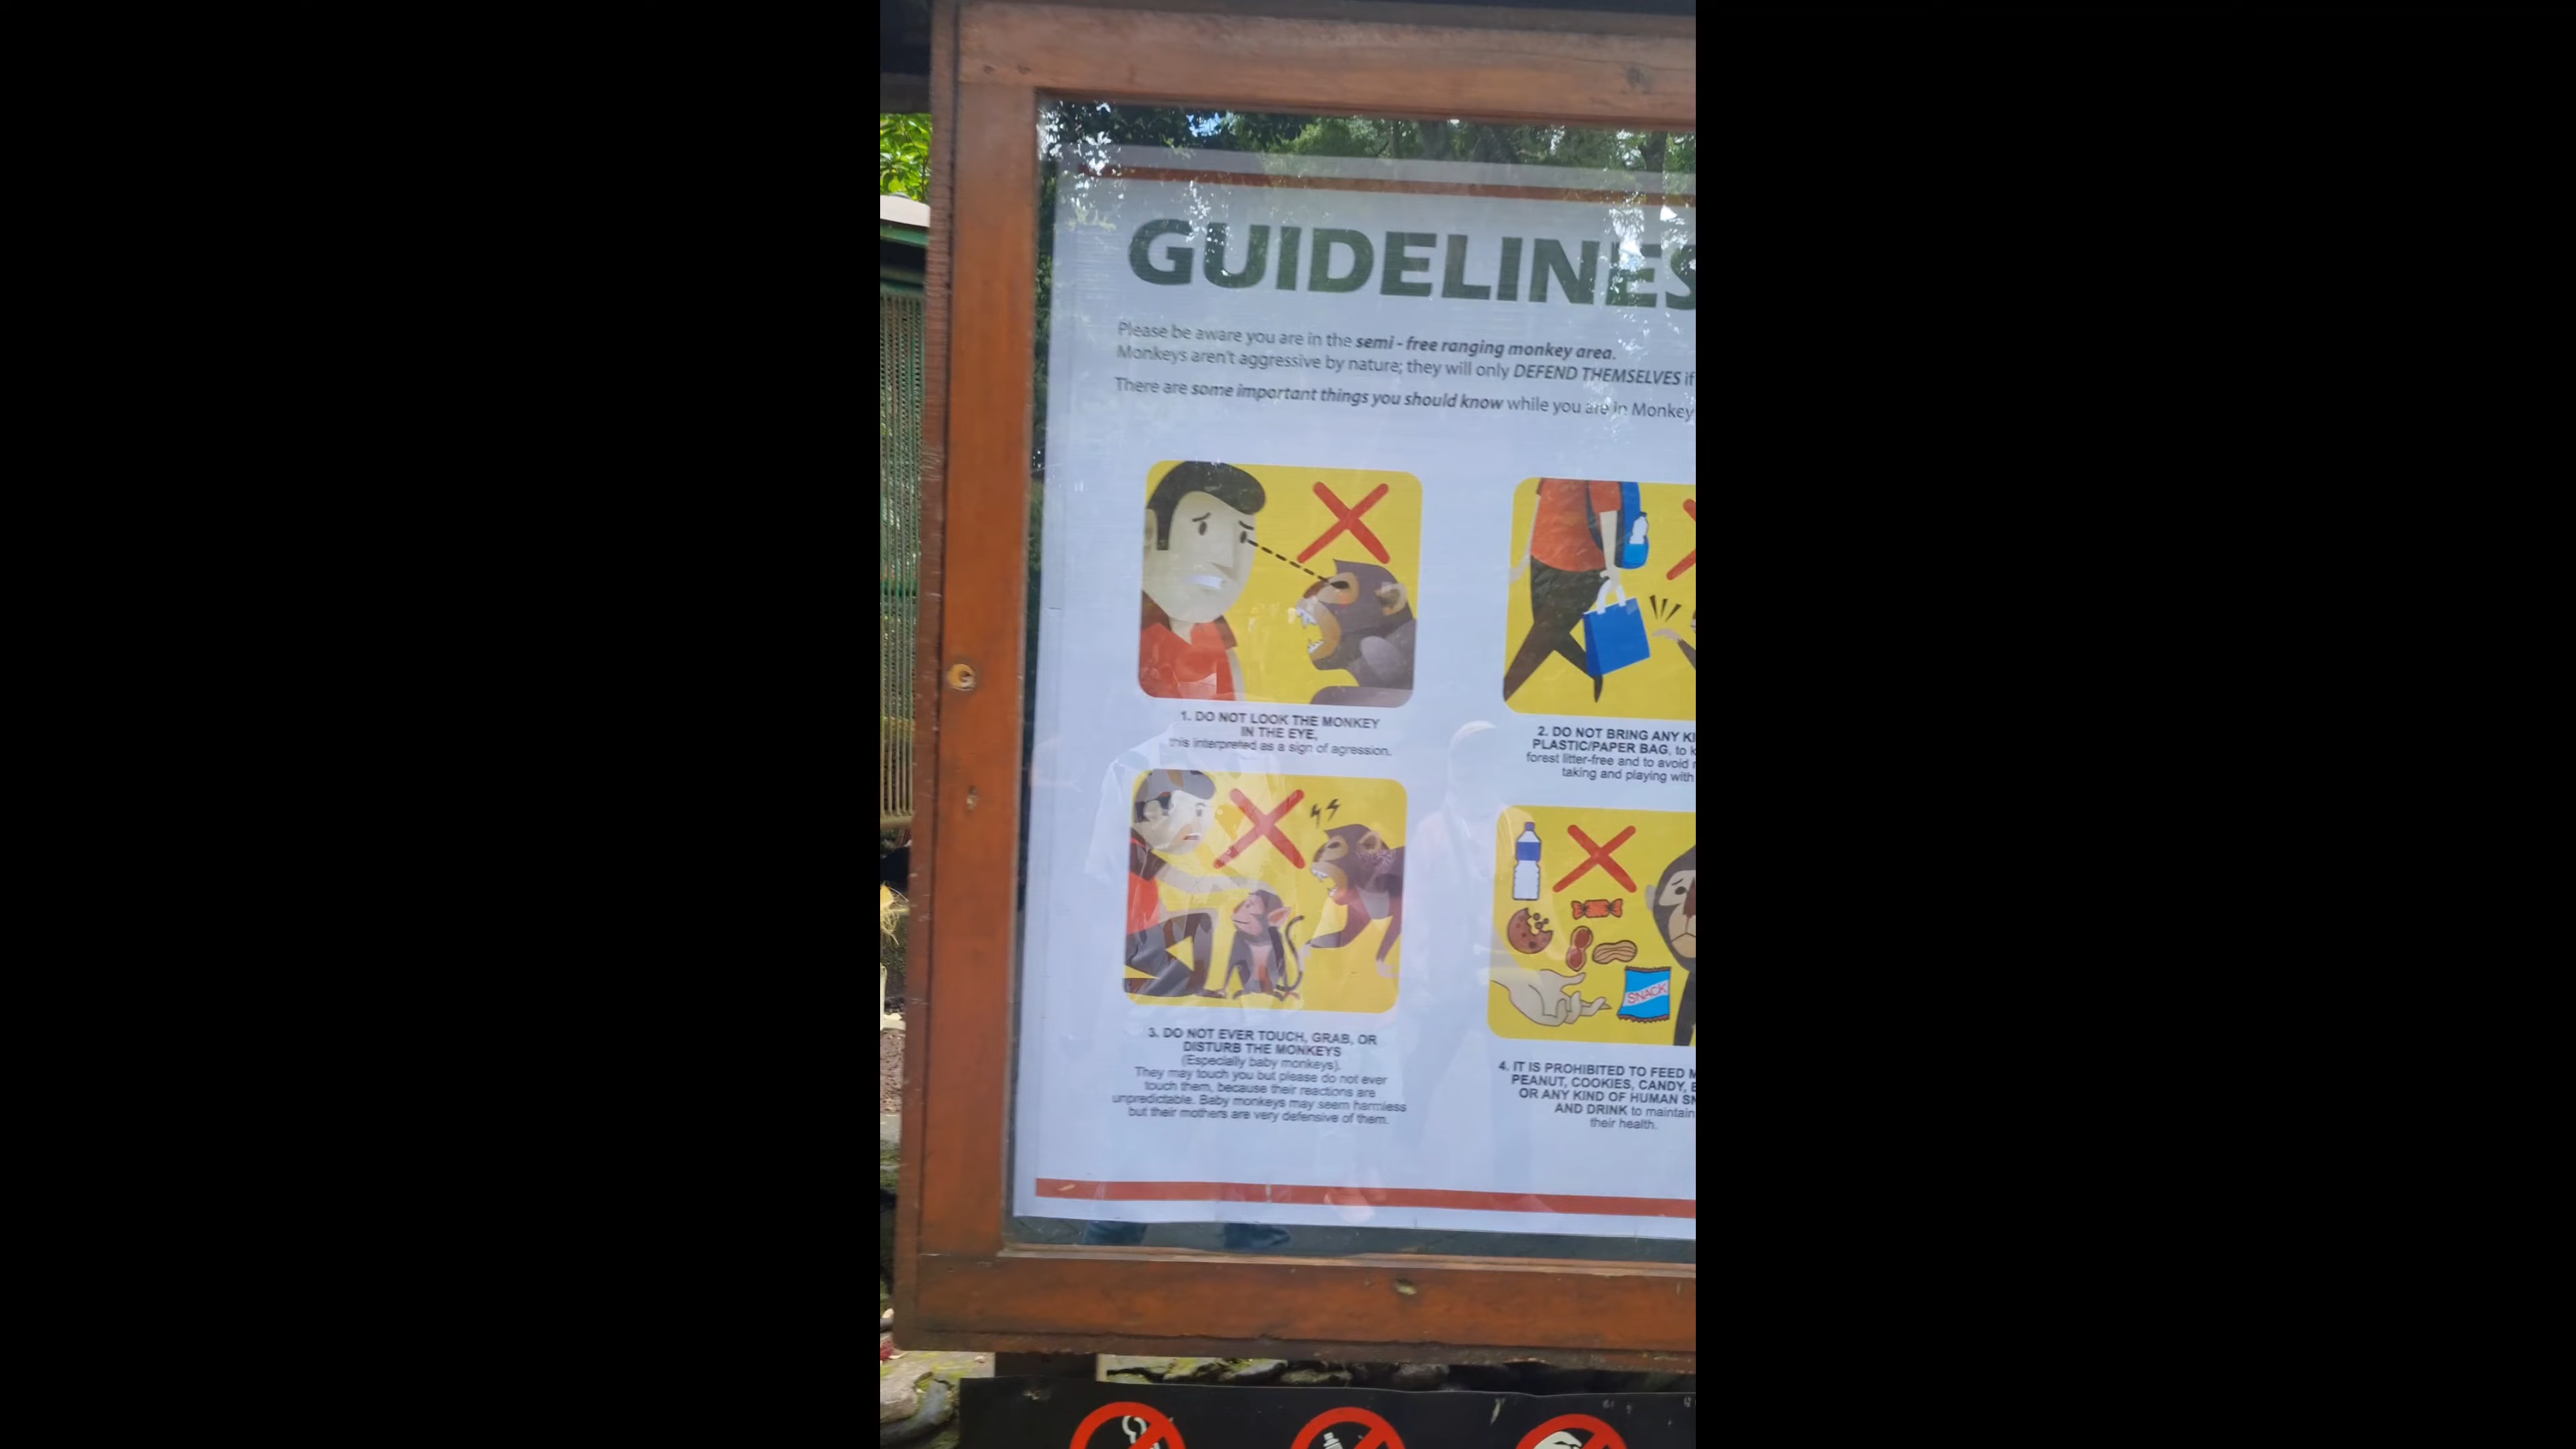 GUIDELINES
Please be aware you are in the semi - free ranging monkey area.
Monkeys aren't aggressive by nature; they will only DEFEND THEMSELVES if
There are some important things you should know while you are in Monkey
1. DO NOT LOOK THE MONKEY
IN THE EYE,
this interpreted as a sign of agression.
2. DO NOT BRING ANY KI
PLASTIC/PAPER BAG, to k
forest litter-free and to avoid
taking and playing with
3. DO NOT EVER TOUCH, GRAB, OR
DISTURB THE MONKEYS
(Especially baby monkeys).
They may touch you but please do not ever
touch them, because their reactions are
unpredictable. Baby monkeys may seem harmless
but their mothers are very defensive of them.
SNACK
4. IT IS PROHIBITED TO FEED
PEANUT, COOKIES, CANDY,
OR ANY KIND OF HUMAN SN
AND DRINK to maintain
their health.